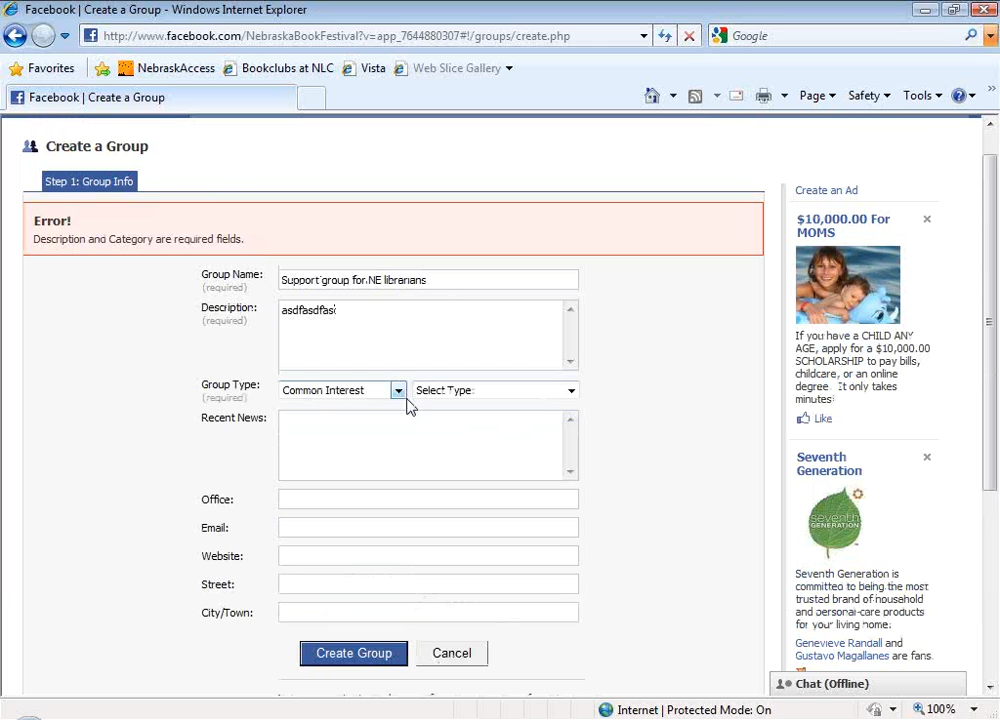 Facebook | Create a Group - Windows Internet Explorer
http://www.facebook.com/NebraskaBookFestival?v=app_7644880307#!/groups/create.php
Google
Favorites NebraskAccess Bookclubs at NLC Vista Web Slice Gallery
Facebook | Create a Group
Page Safety Tools
Create a Group
Step 1: Group Info
Error!
Description and Category are required fields.
Group Name:
(required)
Support group for NE librarians
Description:
(required)
asdfasdfas
Group Type:
(required)
Common Interest
Select Type:
Recent News:
Office:
Email:
Website:
Street:
City/Town:
Create Group Cancel
Create an Ad
$10,000.00 For
MOMS
If you have a CHILD ANY
AGE, apply for a $10,000.00
SCHOLARSHIP to pay bills,
childcare, or an online
degree. It only takes
minutes!
Like
Seventh
Generation
seventh
GENERATION
Seventh Generation is
committed to being the most
trusted brand of household
and personal-care products
for your living home.
Genevieve Randall and
Gustavo Magallanes are fans.
Chat (Offline)
Internet | Protected Mode: On
100%